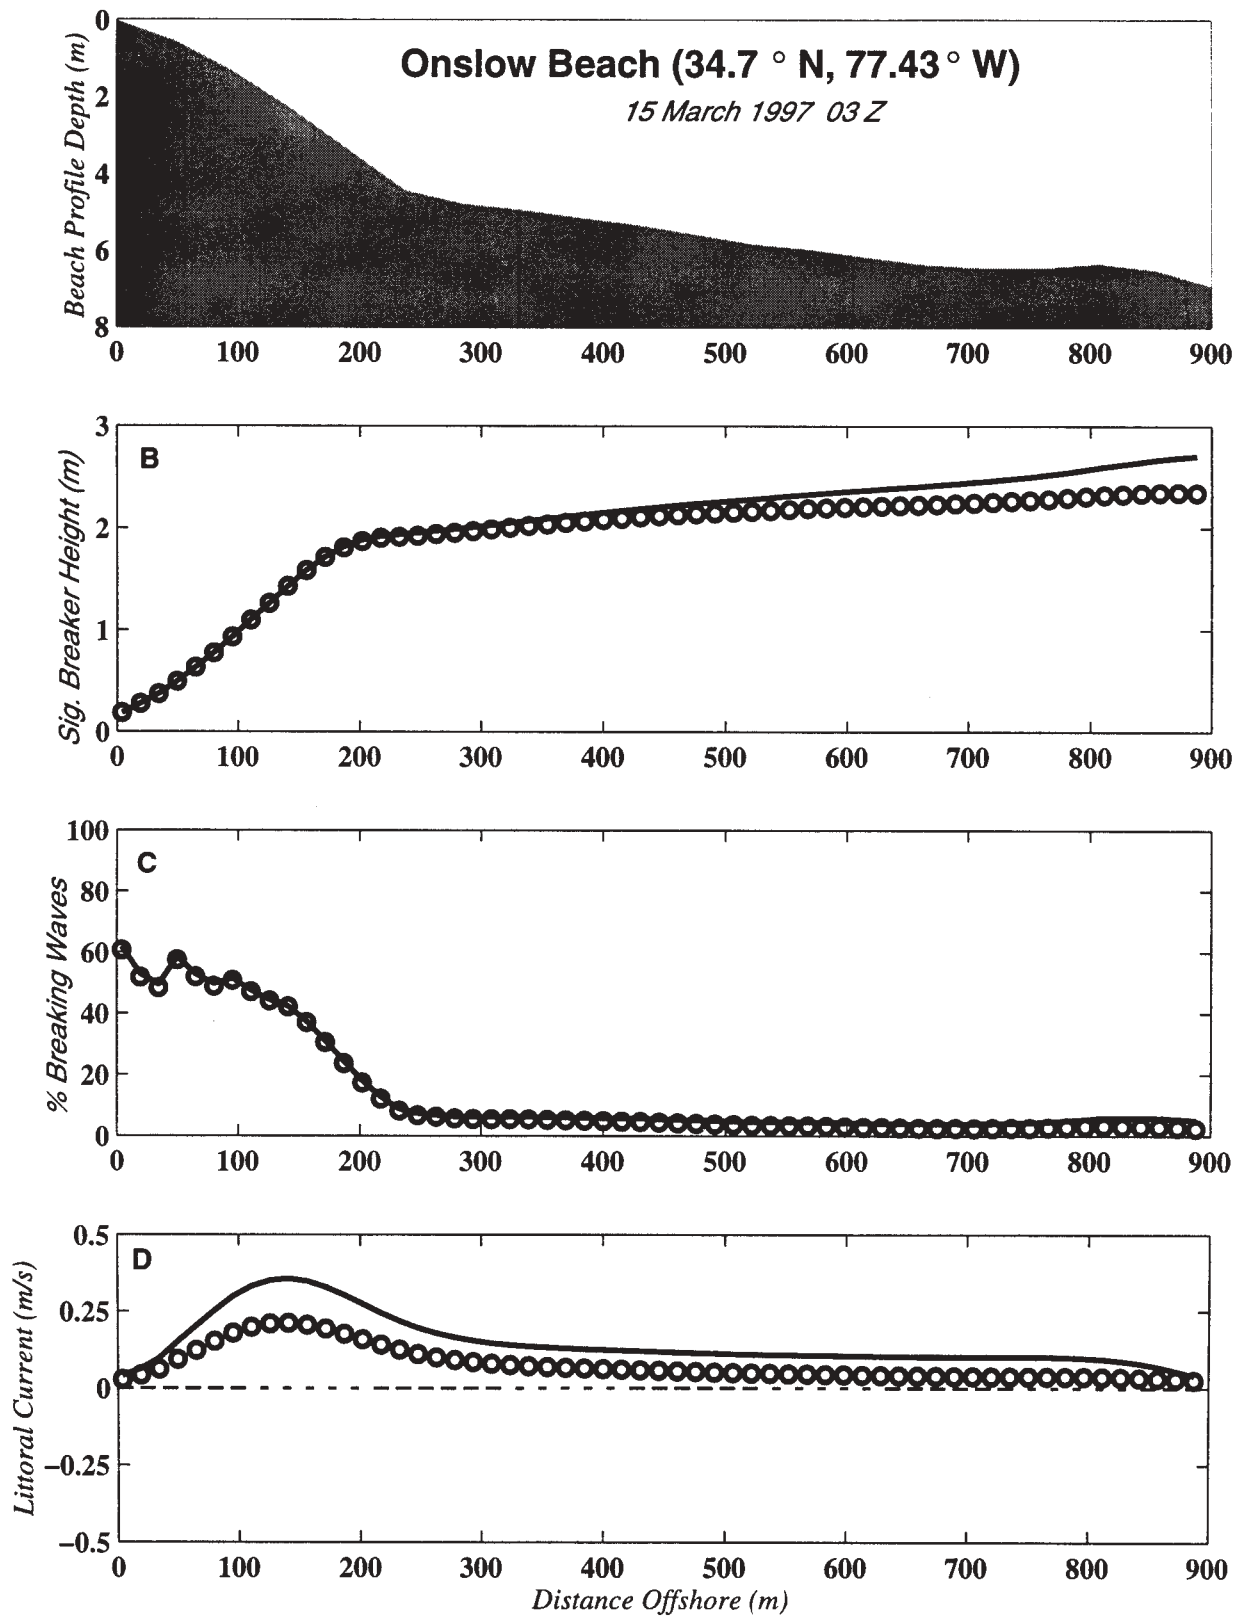 Onslow Beach (34.7 ° N, 77.43 ° W)
15 March 1997 03 Z
Beach Profile Depth (m)
0
2
4
6
8
0 100 200 300 400 500 600 700 800 900
B
Sig. Breaker Height (m)
3
2
1
0
0 100 200 300 400 500 600 700 800 900
C
% Breaking Waves
100
80
60
40
20
0
0 100 200 300 400 500 600 700 800 900
D
Littoral Current (m/s)
0.5
0.25
0
−0.25
−0.5
0 100 200 300 400 500 600 700 800 900
Distance Offshore (m)